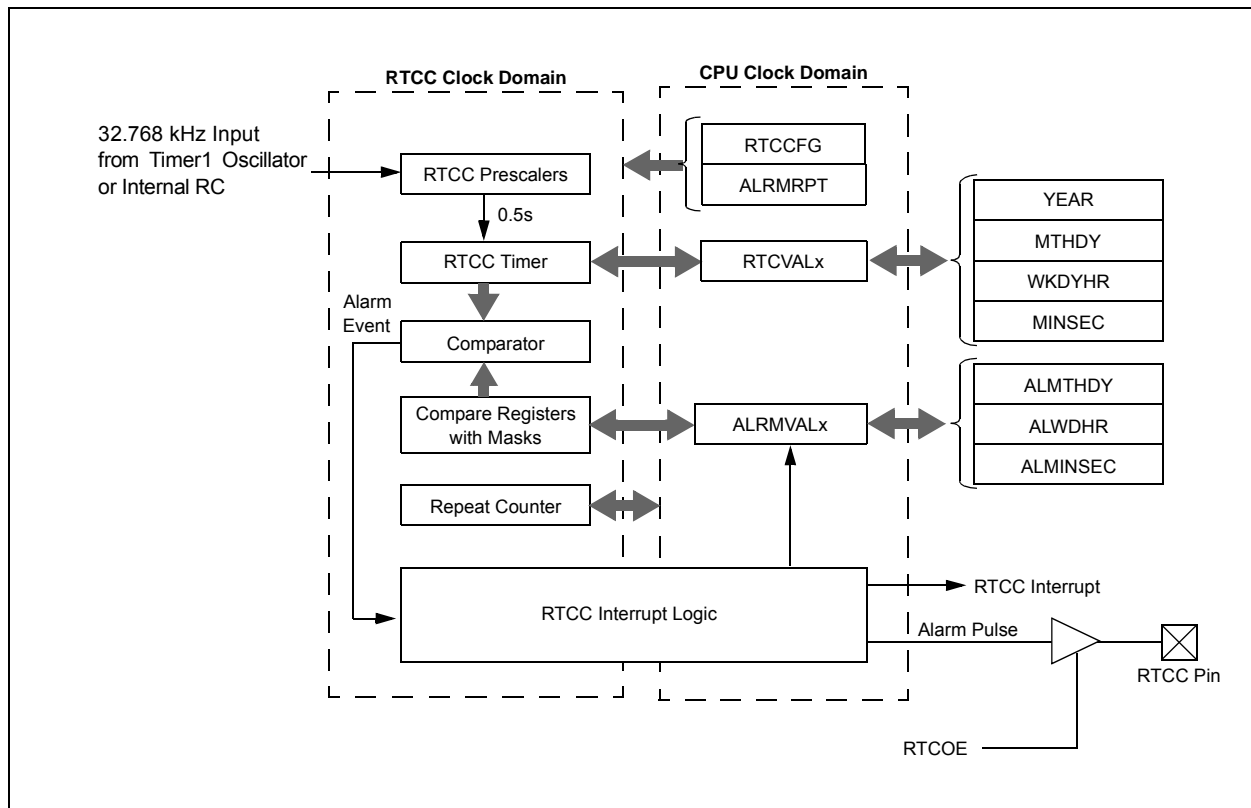 RTCC Clock Domain
CPU Clock Domain
32.768 kHz Input
from Timer1 Oscillator
or Internal RC
RTCC Prescalers
0.5s
RTCC Timer
Alarm
Event
Comparator
Compare Registers
with Masks
Repeat Counter
RTCC Interrupt Logic
RTCCFG
ALRMRPT
RTCVALx
ALRMVALx
YEAR
MTHDY
WKDYHR
MINSEC
ALMTHDY
ALWDHR
ALMINSEC
RTCC Interrupt
Alarm Pulse
RTCC Pin
RTCOE